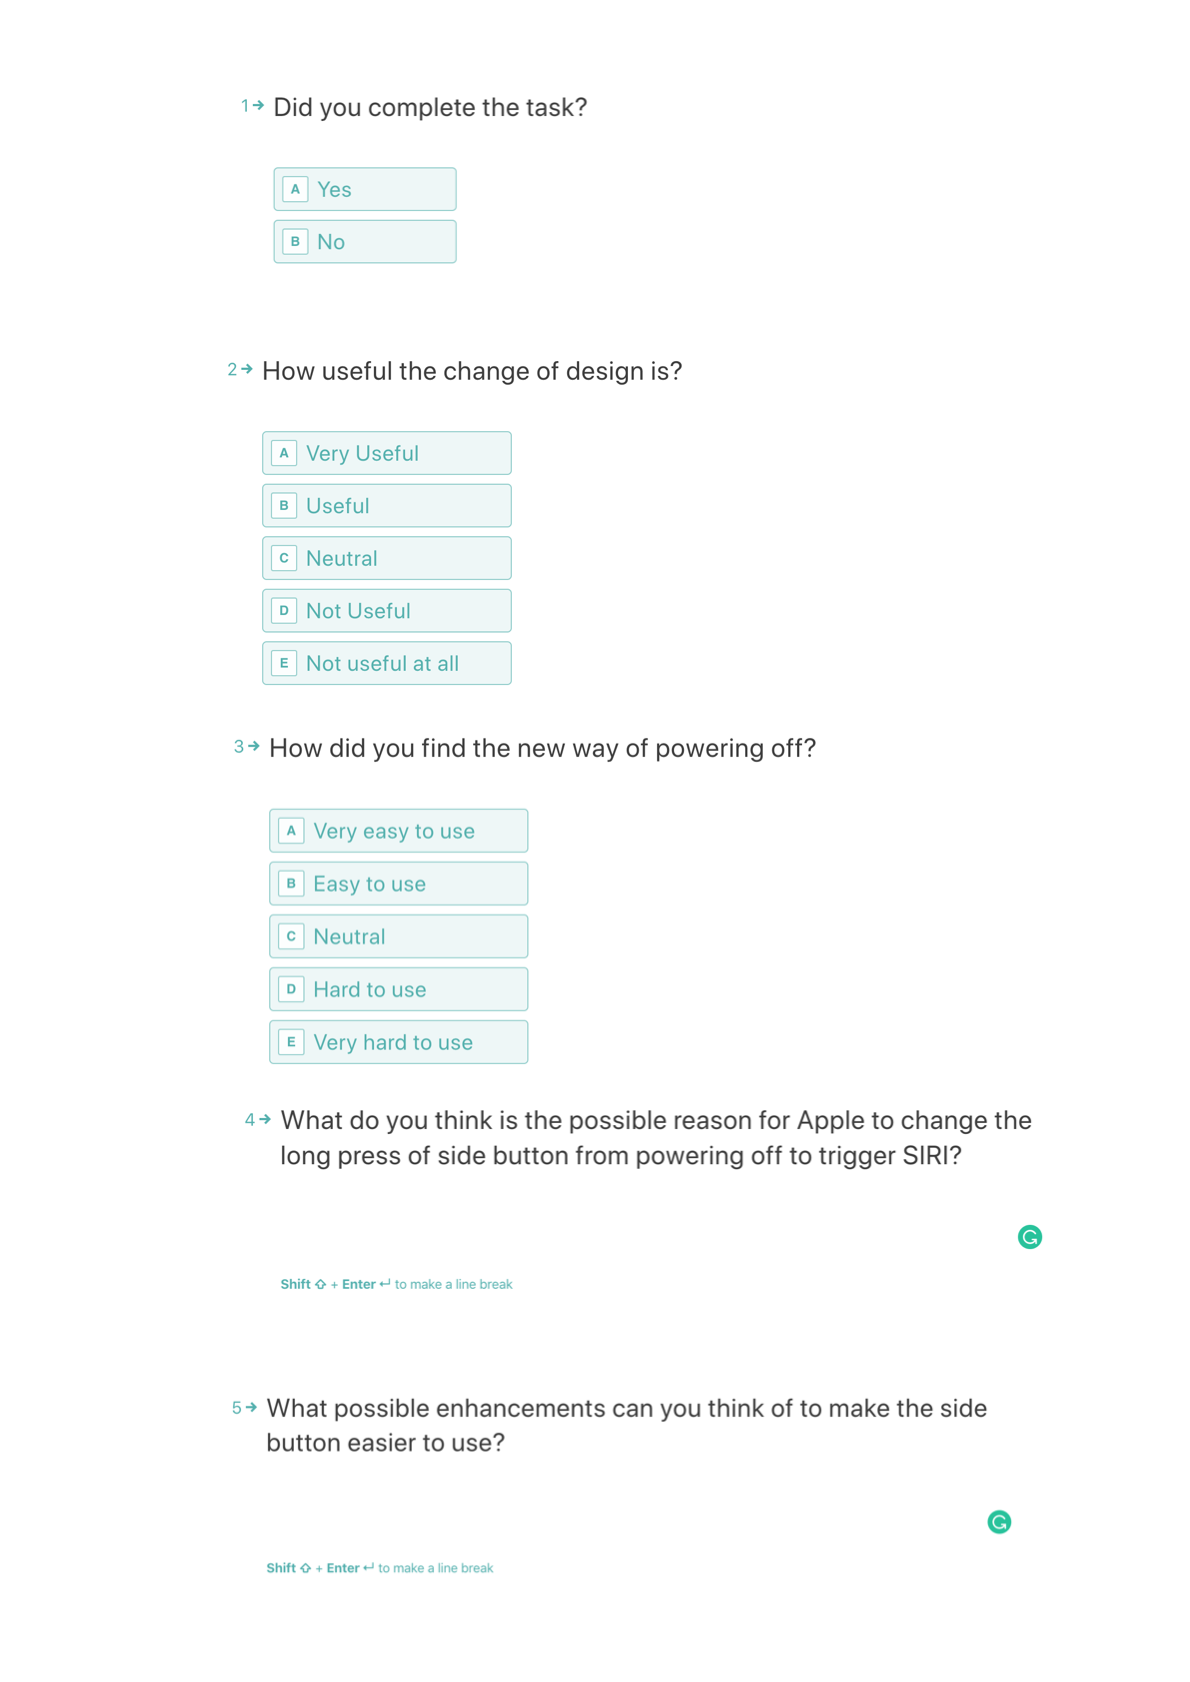 1→ Did you complete the task?
A Yes
B No
2→ How useful the change of design is?
A Very Useful
B Useful
C Neutral
D Not Useful
E Not useful at all
3→ How did you find the new way of powering off?
A Very easy to use
B Easy to use
C Neutral
D Hard to use
E Very hard to use
4→ What do you think is the possible reason for Apple to change the
long press of side button from powering off to trigger SIRI?
Shift ⇧ + Enter ↵ to make a line break
5→ What possible enhancements can you think of to make the side
button easier to use?
Shift ⇧ + Enter ↵ to make a line break